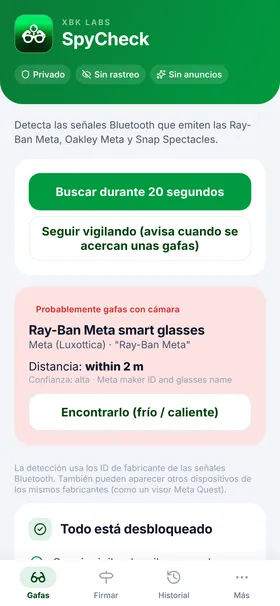 XBK LABS
SpyCheck
Privado
Sin rastreo
Sin anuncios
Detecta las señales Bluetooth que emiten las Ray-
Ban Meta, Oakley Meta y Snap Spectacles.
Buscar durante 20 segundos
Seguir vigilando (avisa cuando se
acercan unas gafas)
Probablemente gafas con cámara
Ray-Ban Meta smart glasses
Meta (Luxottica) · "Ray-Ban Meta"
Distancia: within 2 m
Confianza: alta · Meta maker ID and glasses name
Encontrarlo (frío / caliente)
La detección usa los ID de fabricante de las señales
Bluetooth. También pueden aparecer otros dispositivos de
los mismos fabricantes (como un visor Meta Quest).
Todo está desbloqueado
Gafas
Firmar
Historial
Más